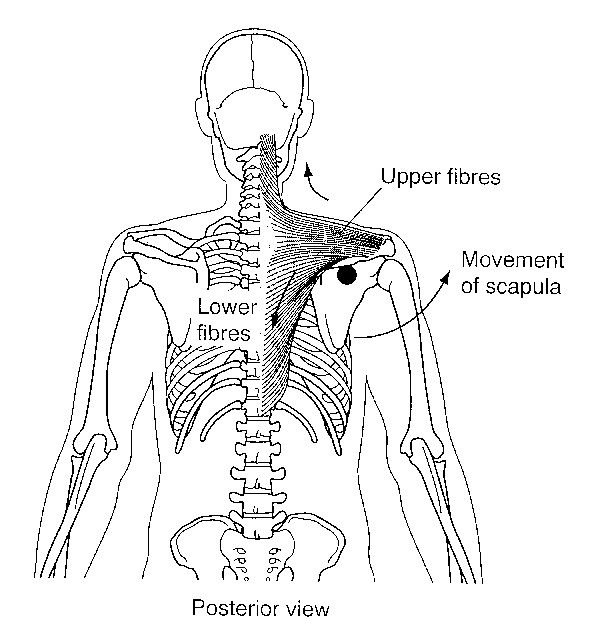 Upper fibres
Movement
of scapula
Lower
fibres
Posterior view